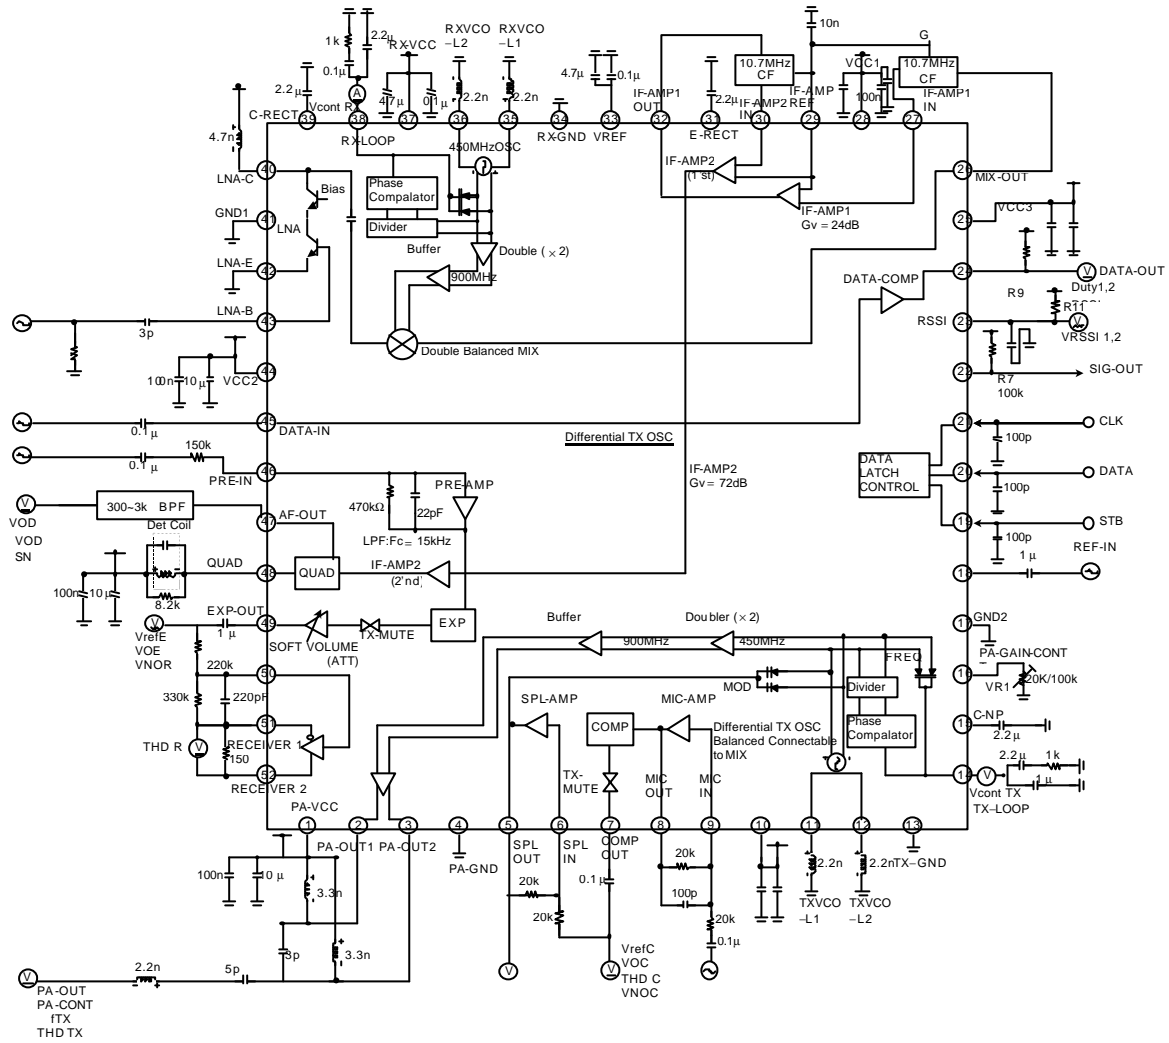 10n
RXVCO
–L2
RXVCO
–L1
G
1k
2.2μ
RX-VCC
0.1μ
10.7MHz
CF
VCC1
10.7MHz
CF
2.2μ
A
Vcont RX
4.7μ
0.1μ
2.2n
2.2n
4.7μ
0.1μ
IF-AMP1
OUT
2.2μ
IF-AMP2
IN
IF-AMP
REF
100n
IF-AMP1
IN
C-RECT
39
38
37
36
35
34
33
32
31
30
29
28
27
4.7n
RX-LOOP
450MHzOSC
RX-GND
VREF
E-RECT
40
LNA-C
Bias
Phase
Compalator
IF-AMP2
(1 st)
26
MIX-OUT
GND1
41
LNA
Divider
IF-AMP1
Gv = 24dB
25
VCC3
Buffer
Double ( × 2)
LNA-E
42
900MHz
DATA-COMP
24
V
DATA-OUT
Duty1,2
R9
LNA-B
43
3p
RSSI
23
R11
V
VRSSI 1,2
Double Balanced MIX
44
VCC2
100n
10 μ
22
R7
100k
SIG-OUT
45
0.1 μ
DATA-IN
Differential TX OSC
21
CLK
100p
150k
0.1 μ
46
PRE-IN
PRE-AMP
IF-AMP2
Gv = 72dB
DATA
LATCH
CONTROL
20
DATA
100p
V
VOD
VOD
SN
300~3k BPF
47
AF-OUT
470kΩ
22pF
LPF:Fc = 15kHz
19
STB
100p
Det Coil
REF-IN
1 μ
QUAD
48
QUAD
IF-AMP2
(2'nd)
18
100n
10 μ
8.2k
EXP-OUT
49
1 μ
V
VrefE
VOE
VNOR
SOFT VOLUME
(ATT)
TX-MUTE
EXP
Buffer
Doubler ( × 2)
17
GND2
900MHz
450MHz
220k
50
FREQ
PA-GAIN-CONT
16
VR1
20K/100k
330k
220pF
MOD
Divider
SPL-AMP
MIC-AMP
51
RECEIVER 1
COMP
Differential TX OSC
Balanced Connectable
to MIX
Phase
Compalator
15
C-NP
2.2 μ
THD R
V
150
52
RECEIVER 2
TX-
MUTE
MIC
OUT
MIC
IN
14
V
2.2μ
1k
1 μ
Vcont TX
TX–LOOP
PA-VCC
1
2
3
4
5
6
7
8
9
10
11
12
13
PA-OUT1
PA-OUT2
PA-GND
SPL
OUT
SPL
IN
COMP
OUT
TX–GND
100n
10 μ
3.3n
20k
0.1 μ
20k
100p
2.2n
2.2n
TXVCO
–L1
TXVCO
–L2
20k
20k
0.1μ
3p
3.3n
V
V
VrefC
VOC
THD C
VNOC
V
2.2n
5p
PA-OUT
PA-CONT
fTX
THD TX